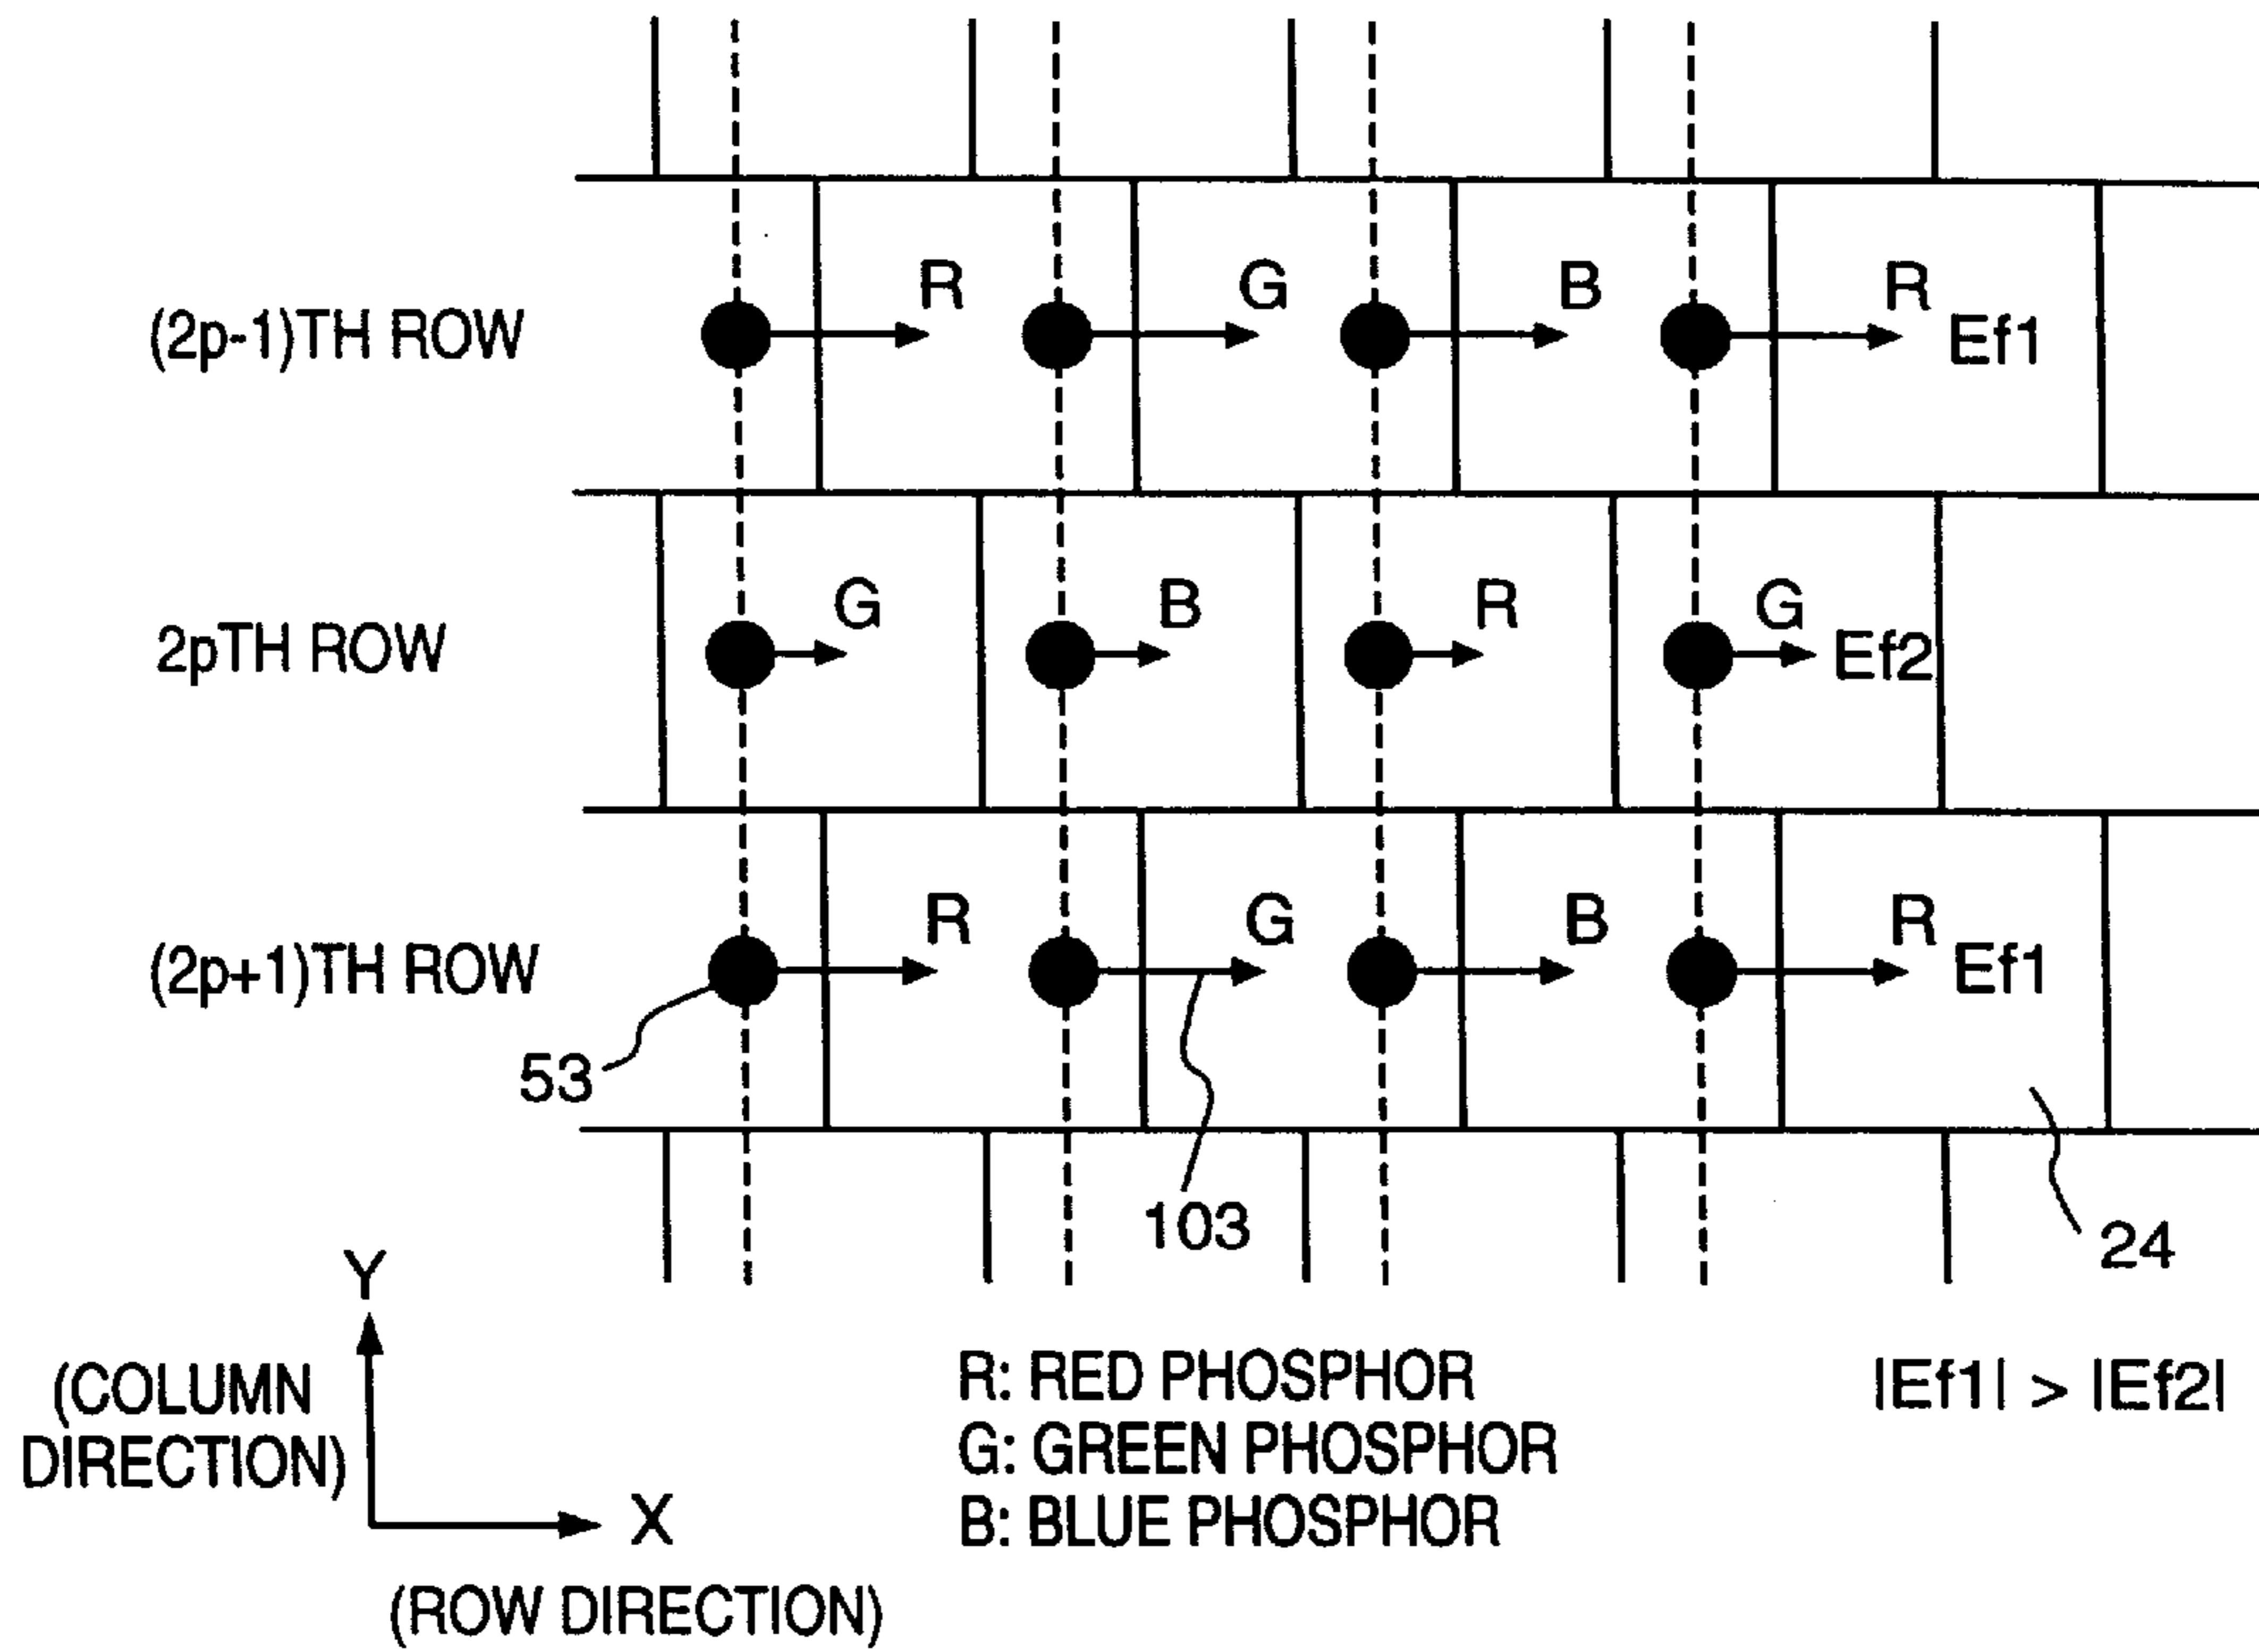 R G B R
(2p-1)TH ROW Ef1
G B R G
2pTH ROW Ef2
R G B R
(2p+1)TH ROW Ef1
53
103
24
Y
(COLUMN
DIRECTION)
X
(ROW DIRECTION)
R: RED PHOSPHOR
G: GREEN PHOSPHOR
B: BLUE PHOSPHOR
|Ef1| > |Ef2|